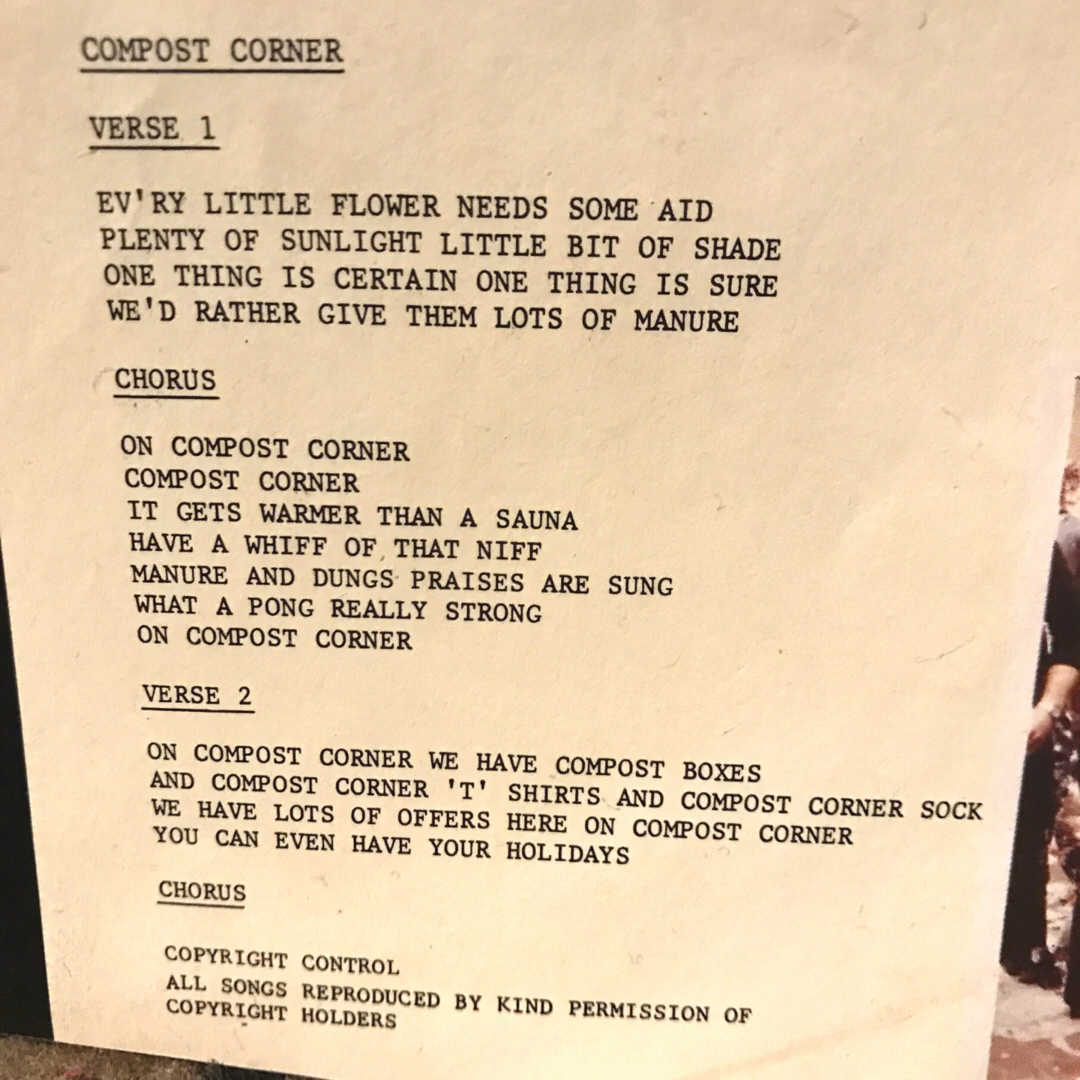 COMPOST CORNER
VERSE 1
EV'RY LITTLE FLOWER NEEDS SOME AID
PLENTY OF SUNLIGHT LITTLE BIT OF SHADE
ONE THING IS CERTAIN ONE THING IS SURE
WE'D RATHER GIVE THEM LOTS OF MANURE
CHORUS
ON COMPOST CORNER
COMPOST CORNER
IT GETS WARMER THAN A SAUNA
HAVE A WHIFF OF THAT NIFF
MANURE AND DUNGS PRAISES ARE SUNG
WHAT A PONG REALLY STRONG
ON COMPOST CORNER
VERSE 2
ON COMPOST CORNER WE HAVE COMPOST BOXES
AND COMPOST CORNER 'T' SHIRTS AND COMPOST CORNER SOCK
WE HAVE LOTS OF OFFERS HERE ON COMPOST CORNER
YOU CAN EVEN HAVE YOUR HOLIDAYS
CHORUS
COPYRIGHT CONTROL
ALL SONGS REPRODUCED BY KIND PERMISSION OF
COPYRIGHT HOLDERS